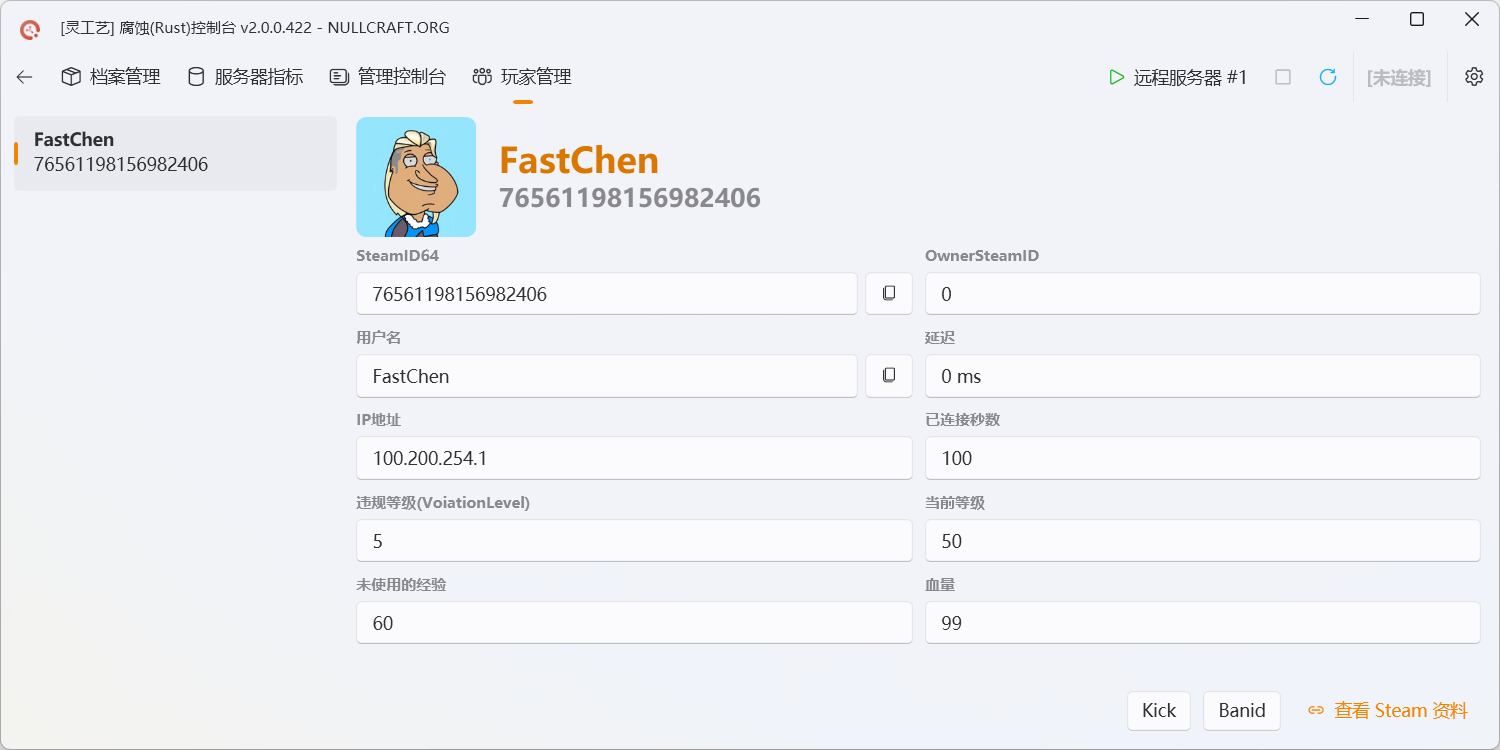 [灵工艺] 腐蚀(Rust)控制台 v2.0.0.422 - NULLCRAFT.ORG
档案管理 服务器指标 管理控制台 玩家管理 远程服务器 #1 [未连接]
FastChen
76561198156982406
FastChen
76561198156982406
SteamID64 OwnerSteamID
76561198156982406 0
用户名 延迟
FastChen 0 ms
IP地址 已连接秒数
100.200.254.1 100
违规等级(VoiationLevel) 当前等级
5 50
未使用的经验 血量
60 99
Kick Banid 查看 Steam 资料